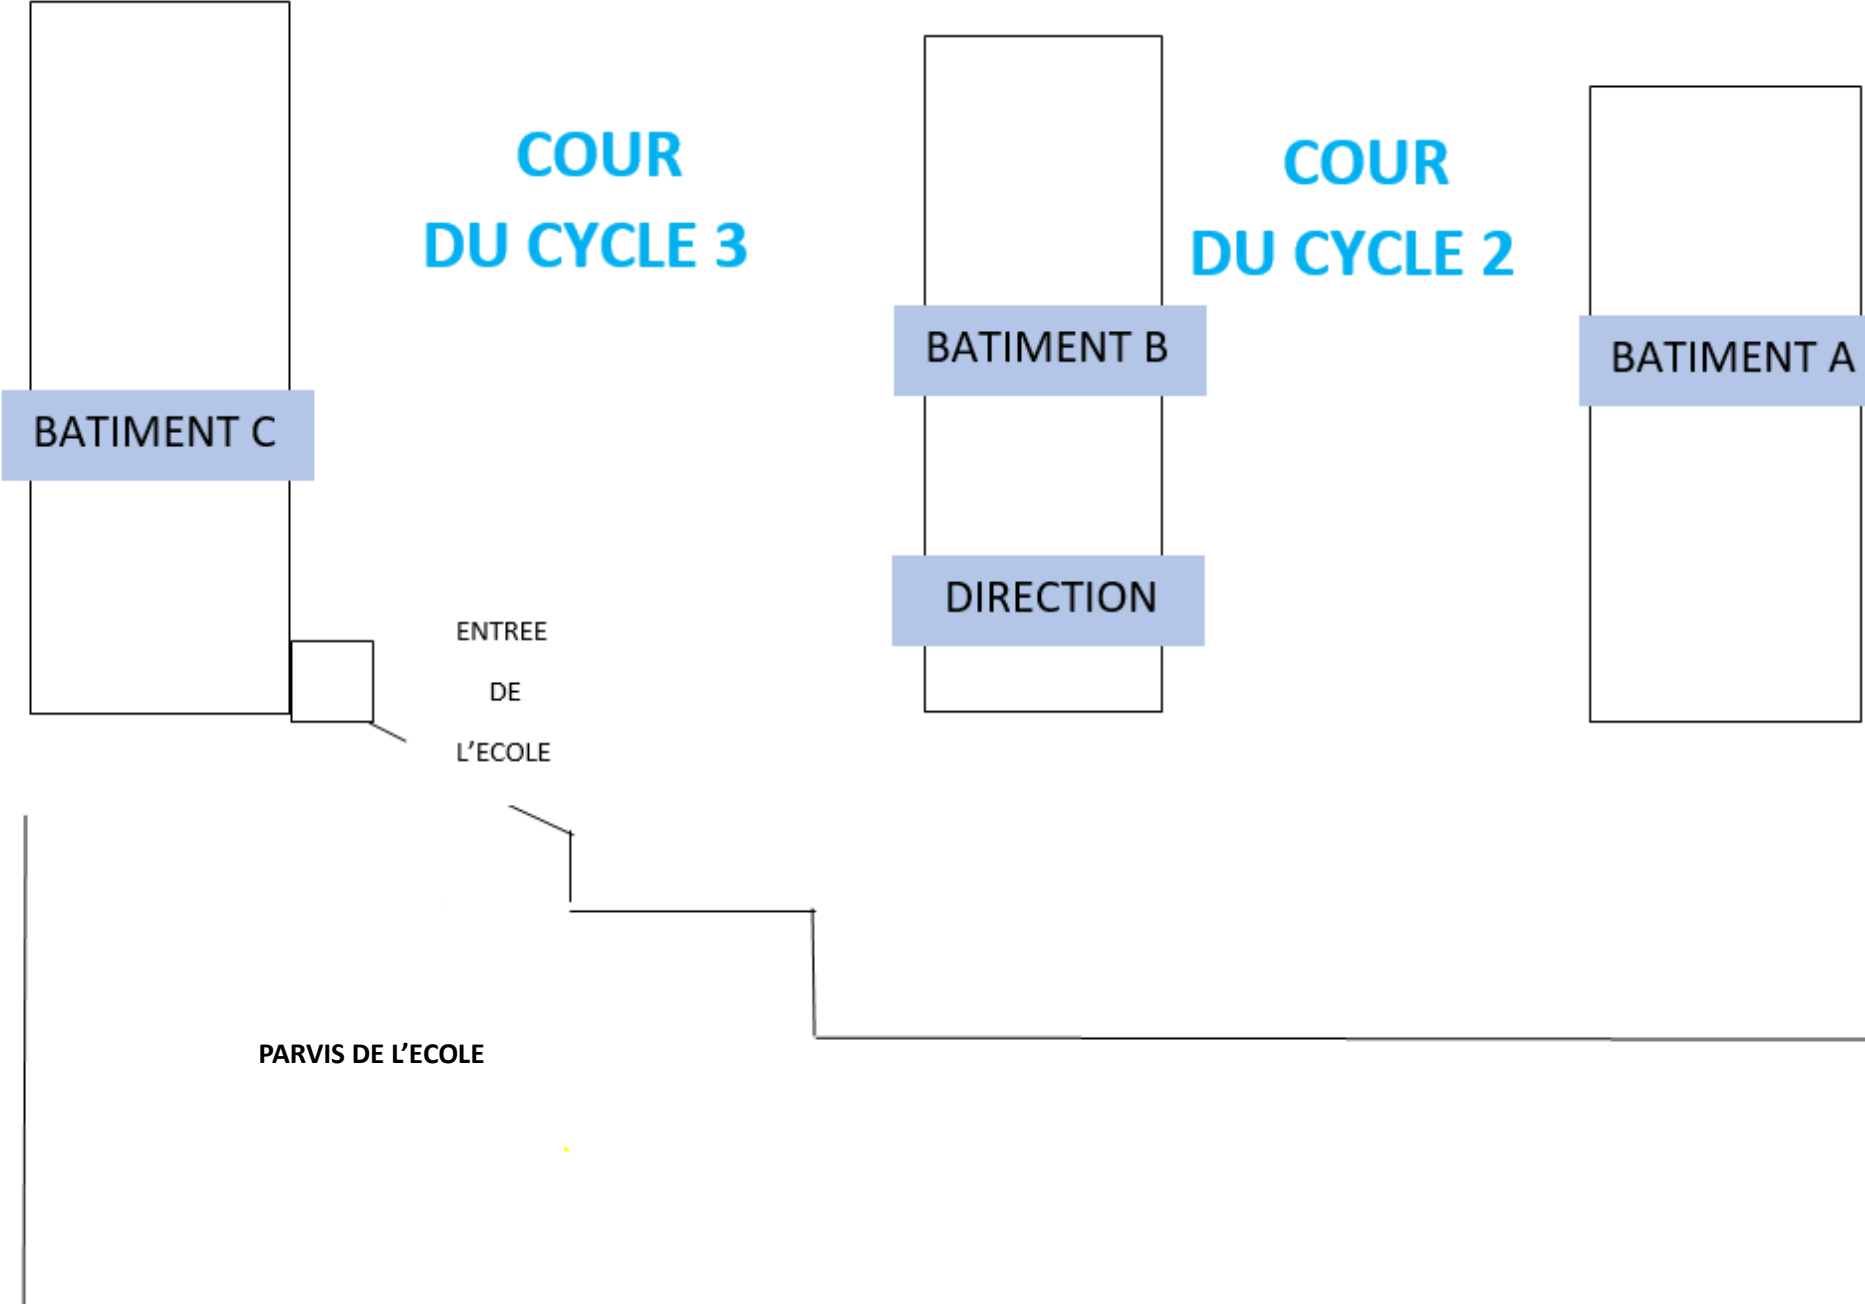 COUR
DU CYCLE 3
COUR
DU CYCLE 2
BATIMENT C
BATIMENT B
BATIMENT A
DIRECTION
ENTREE
DE
L’ECOLE
PARVIS DE L’ECOLE